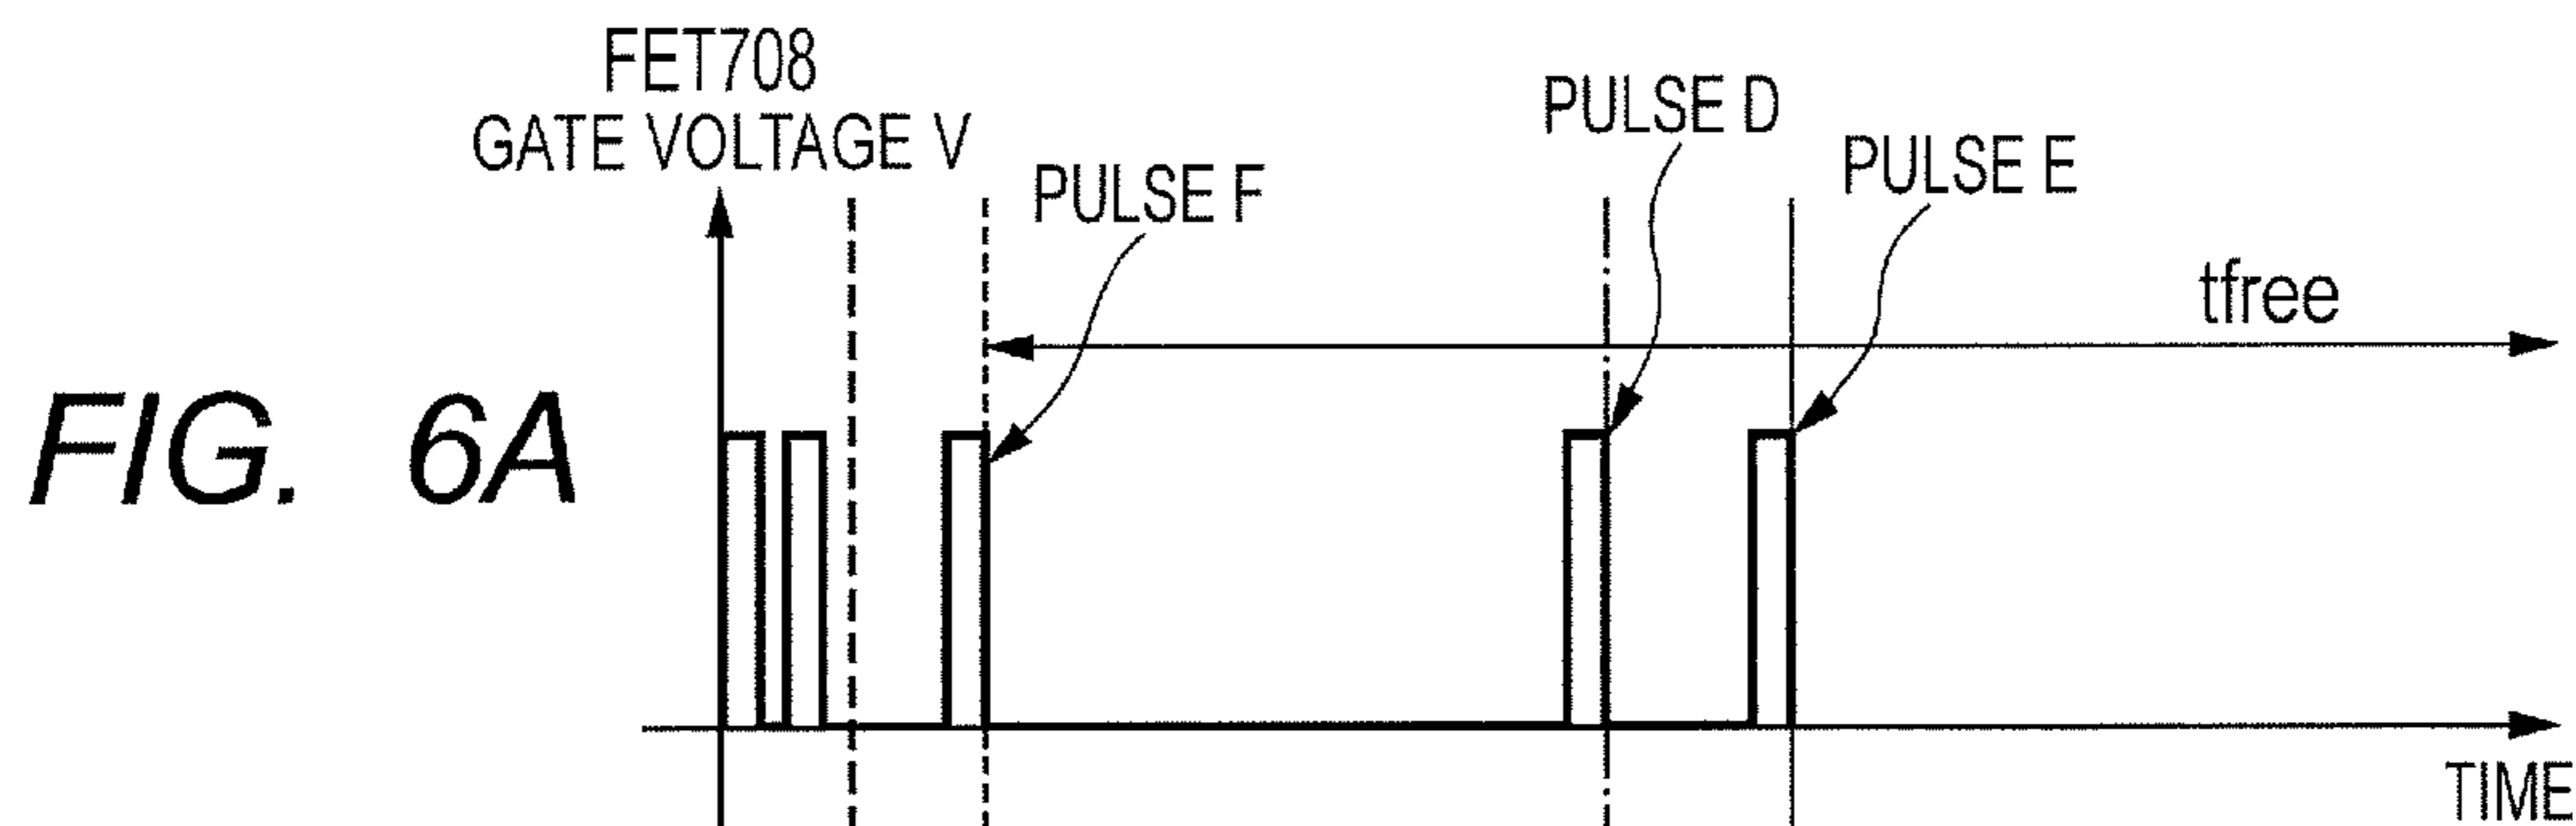 FET708
GATE VOLTAGE V
PULSE D
PULSE E
PULSE F
tfree
FIG. 6A
TIME